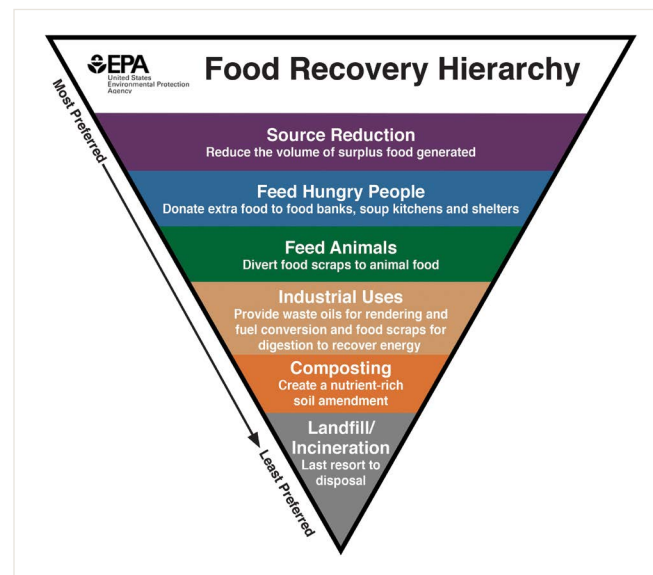 EPA
United States
Environmental Protection
Agency
Food Recovery Hierarchy
Most Preferred
Source Reduction
Reduce the volume of surplus food generated
Feed Hungry People
Donate extra food to food banks, soup kitchens and shelters
Feed Animals
Divert food scraps to animal food
Industrial Uses
Provide waste oils for rendering and
fuel conversion and food scraps for
digestion to recover energy
Composting
Create a nutrient-rich
soil amendment
Landfill/
Incineration
Last resort to
disposal
Least Preferred